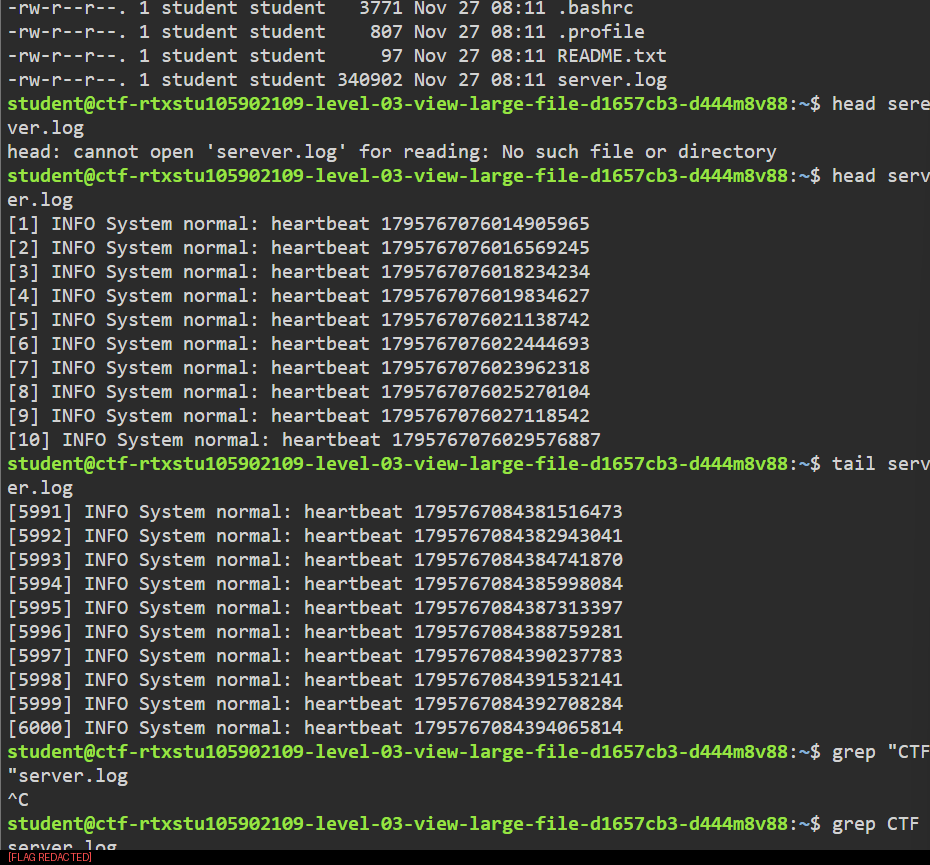 -rw-r--r--. 1 student student   3771 Nov 27 08:11 .bashrc
-rw-r--r--. 1 student student    807 Nov 27 08:11 .profile
-rw-r--r--. 1 student student     97 Nov 27 08:11 README.txt
-rw-r--r--. 1 student student 340902 Nov 27 08:11 server.log
student@ctf-rtxstu105902109-level-03-view-large-file-d1657cb3-d444m8v88:~$ head sere
ver.log
head: cannot open 'serever.log' for reading: No such file or directory
student@ctf-rtxstu105902109-level-03-view-large-file-d1657cb3-d444m8v88:~$ head serv
er.log
[1] INFO System normal: heartbeat 1795767076014905965
[2] INFO System normal: heartbeat 1795767076016569245
[3] INFO System normal: heartbeat 1795767076018234234
[4] INFO System normal: heartbeat 1795767076019834627
[5] INFO System normal: heartbeat 1795767076021138742
[6] INFO System normal: heartbeat 1795767076022444693
[7] INFO System normal: heartbeat 1795767076023962318
[8] INFO System normal: heartbeat 1795767076025270104
[9] INFO System normal: heartbeat 1795767076027118542
[10] INFO System normal: heartbeat 1795767076029576887
student@ctf-rtxstu105902109-level-03-view-large-file-d1657cb3-d444m8v88:~$ tail serv
er.log
[5991] INFO System normal: heartbeat 1795767084381516473
[5992] INFO System normal: heartbeat 1795767084382943041
[5993] INFO System normal: heartbeat 1795767084384741870
[5994] INFO System normal: heartbeat 1795767084385998084
[5995] INFO System normal: heartbeat 1795767084387313397
[5996] INFO System normal: heartbeat 1795767084388759281
[5997] INFO System normal: heartbeat 1795767084390237783
[5998] INFO System normal: heartbeat 1795767084391532141
[5999] INFO System normal: heartbeat 1795767084392708284
[6000] INFO System normal: heartbeat 1795767084394065814
student@ctf-rtxstu105902109-level-03-view-large-file-d1657cb3-d444m8v88:~$ grep "CTF
"server.log
^C
student@ctf-rtxstu105902109-level-03-view-large-file-d1657cb3-d444m8v88:~$ grep CTF
server.log
[FLAG REDACTED]